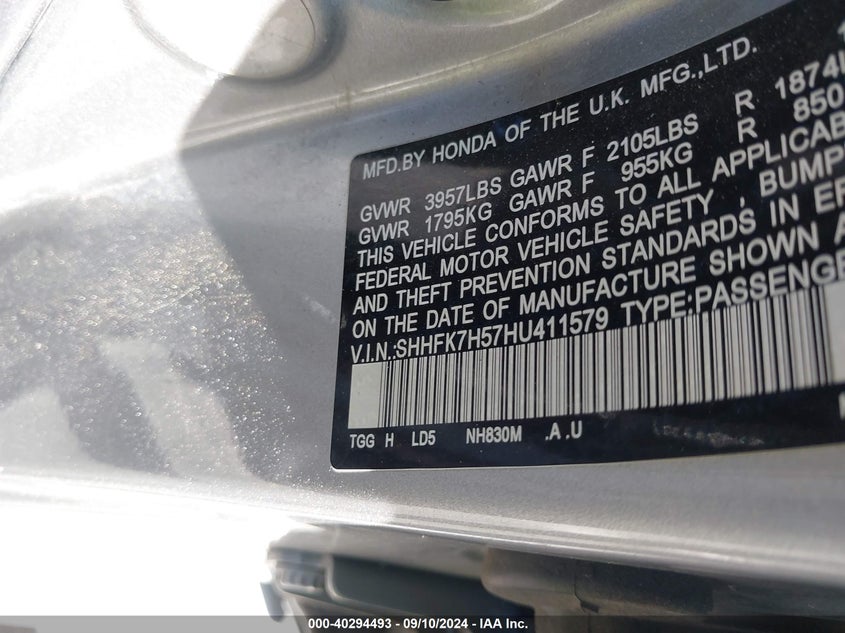 MFD.BY HONDA OF THE U.K. MFG.,LTD.
GVWR 3957LBS GAWR F 2105LBS R 1874
GVWR 1795KG GAWR F 955KG R 850
THIS VEHICLE CONFORMS TO ALL APPLICAB
FEDERAL MOTOR VEHICLE SAFETY , BUMP
AND THEFT PREVENTION STANDARDS IN EF
ON THE DATE OF MANUFACTURE SHOWN A
V.I.N.:SHHFK7H57HU411579 TYPE:PASSENGE
TGG H LD5 NH830M .A .U
000-40294493 - 09/10/2024 - IAA Inc.